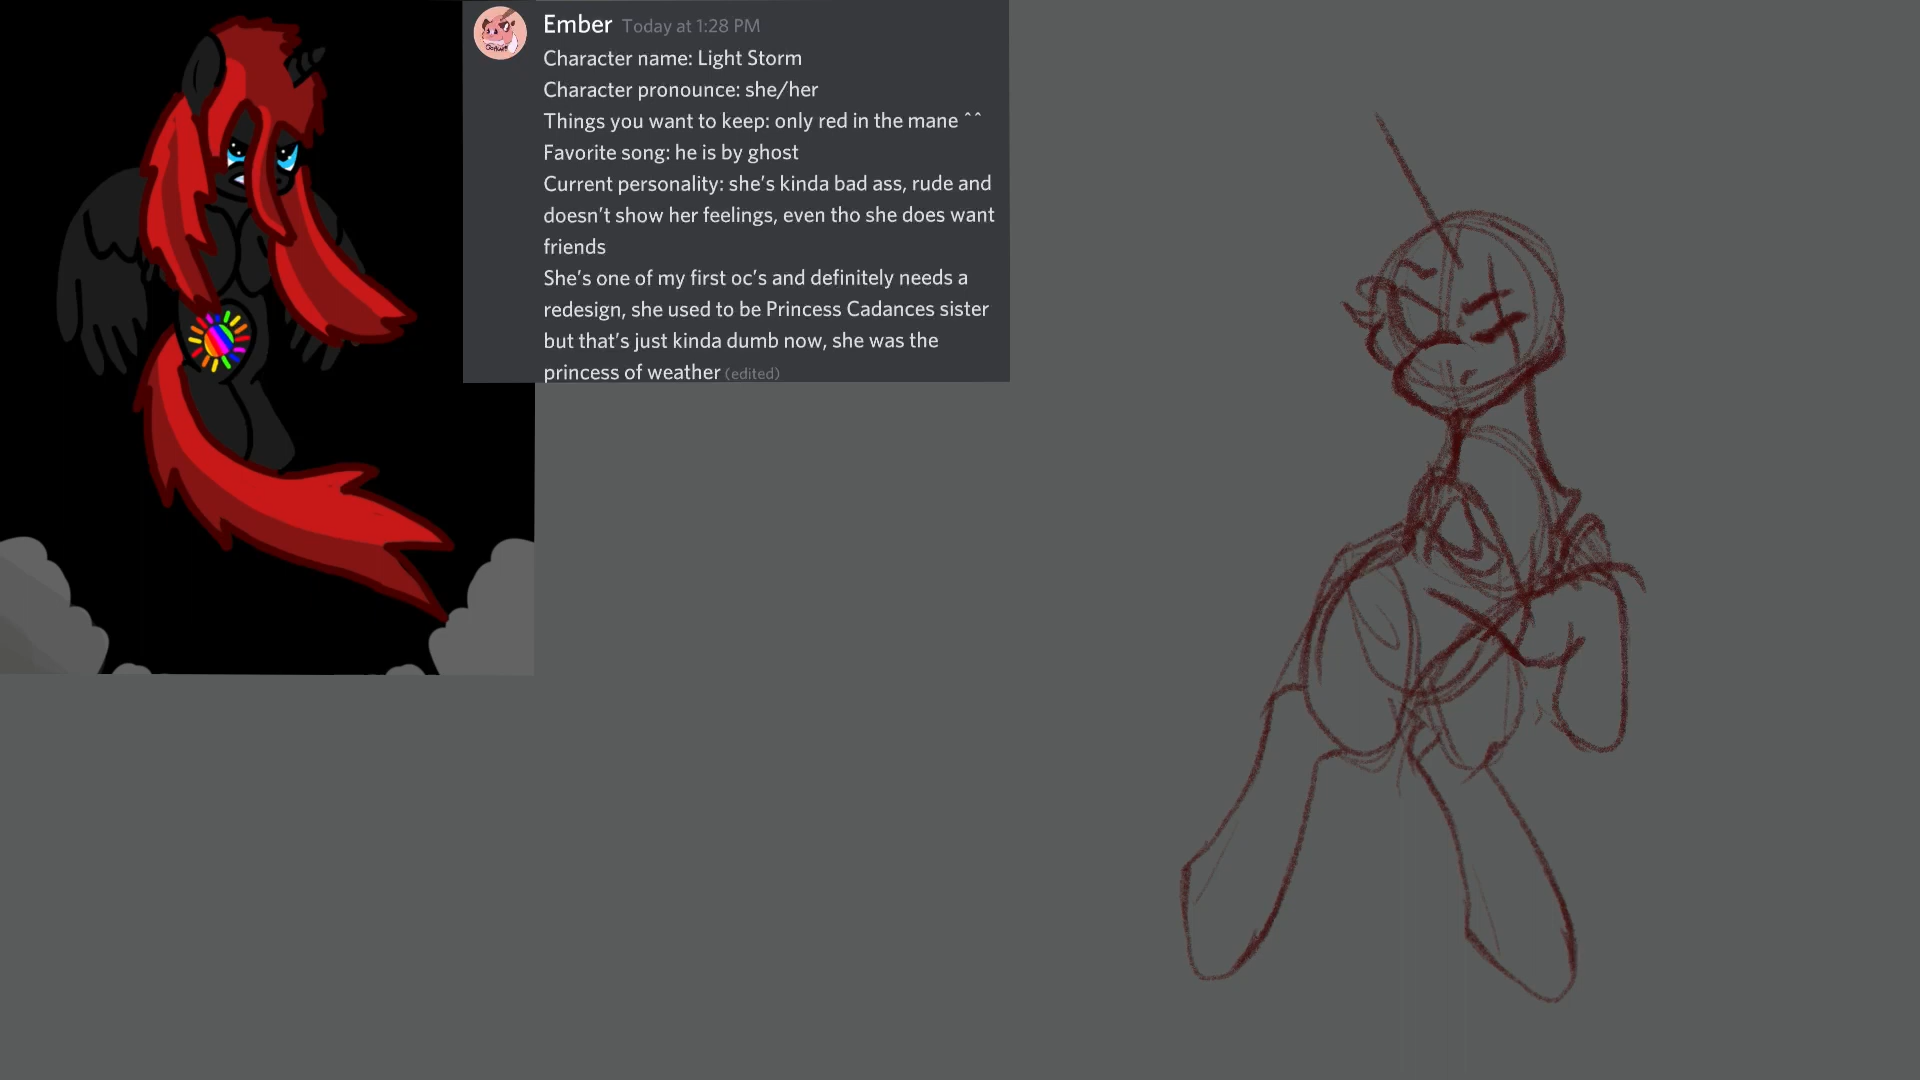 Ember Today at 1:28 PM
Character name: Light Storm
Character pronounce: she/her
Things you want to keep: only red in the mane ^^
Favorite song: he is by ghost
Current personality: she's kinda bad ass, rude and
doesn't show her feelings, even tho she does want
friends
She's one of my first oc's and definitely needs a
redesign, she used to be Princess Cadances sister
but that's just kinda dumb now, she was the
princess of weather (edited)